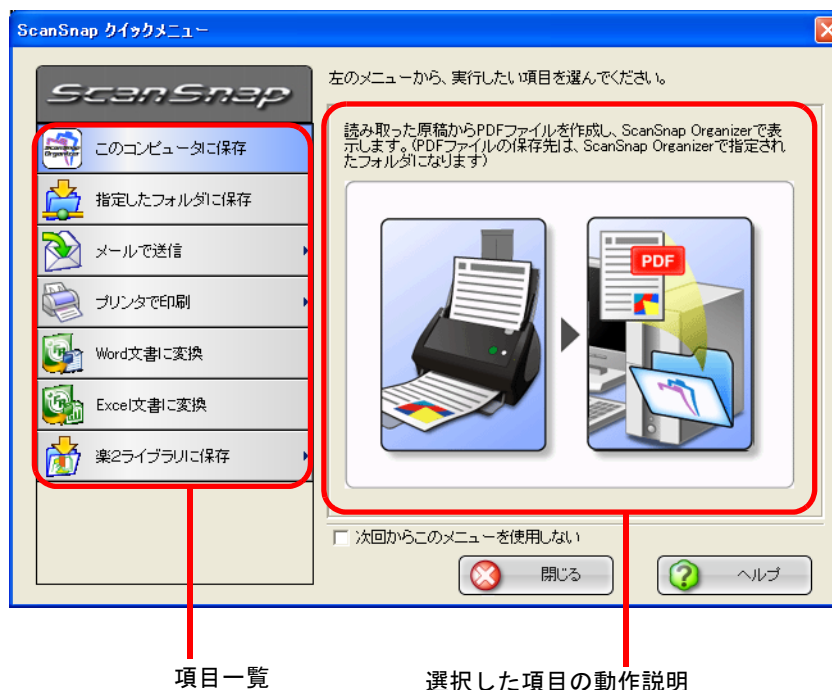 ScanSnap クイックメニュー
ScanSnap
左のメニューから、実行したい項目を選んでください。
このコンピュータに保存
指定したフォルダに保存
メールで送信
プリンタで印刷
Word文書に変換
Excel文書に変換
楽2ライブラリに保存
読み取った原稿からPDFファイルを作成し、ScanSnap Organizerで表
示します。(PDFファイルの保存先は、ScanSnap Organizerで指定され
たフォルダになります)
PDF
次回からこのメニューを使用しない
閉じる
ヘルプ
項目一覧
選択した項目の動作説明